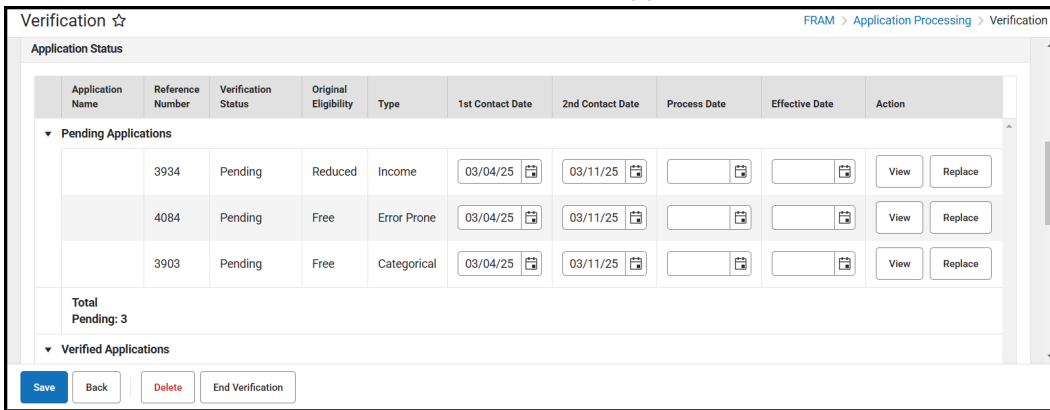 Verification ☆
FRAM > Application Processing > Verification
Application Status
Application Name Reference Number Verification Status Original Eligibility Type 1st Contact Date 2nd Contact Date Process Date Effective Date Action
Pending Applications
3934 Pending Reduced Income 03/04/25 03/11/25 View Replace
4084 Pending Free Error Prone 03/04/25 03/11/25 View Replace
3903 Pending Free Categorical 03/04/25 03/11/25 View Replace
Total
Pending: 3
Verified Applications
Save Back Delete End Verification